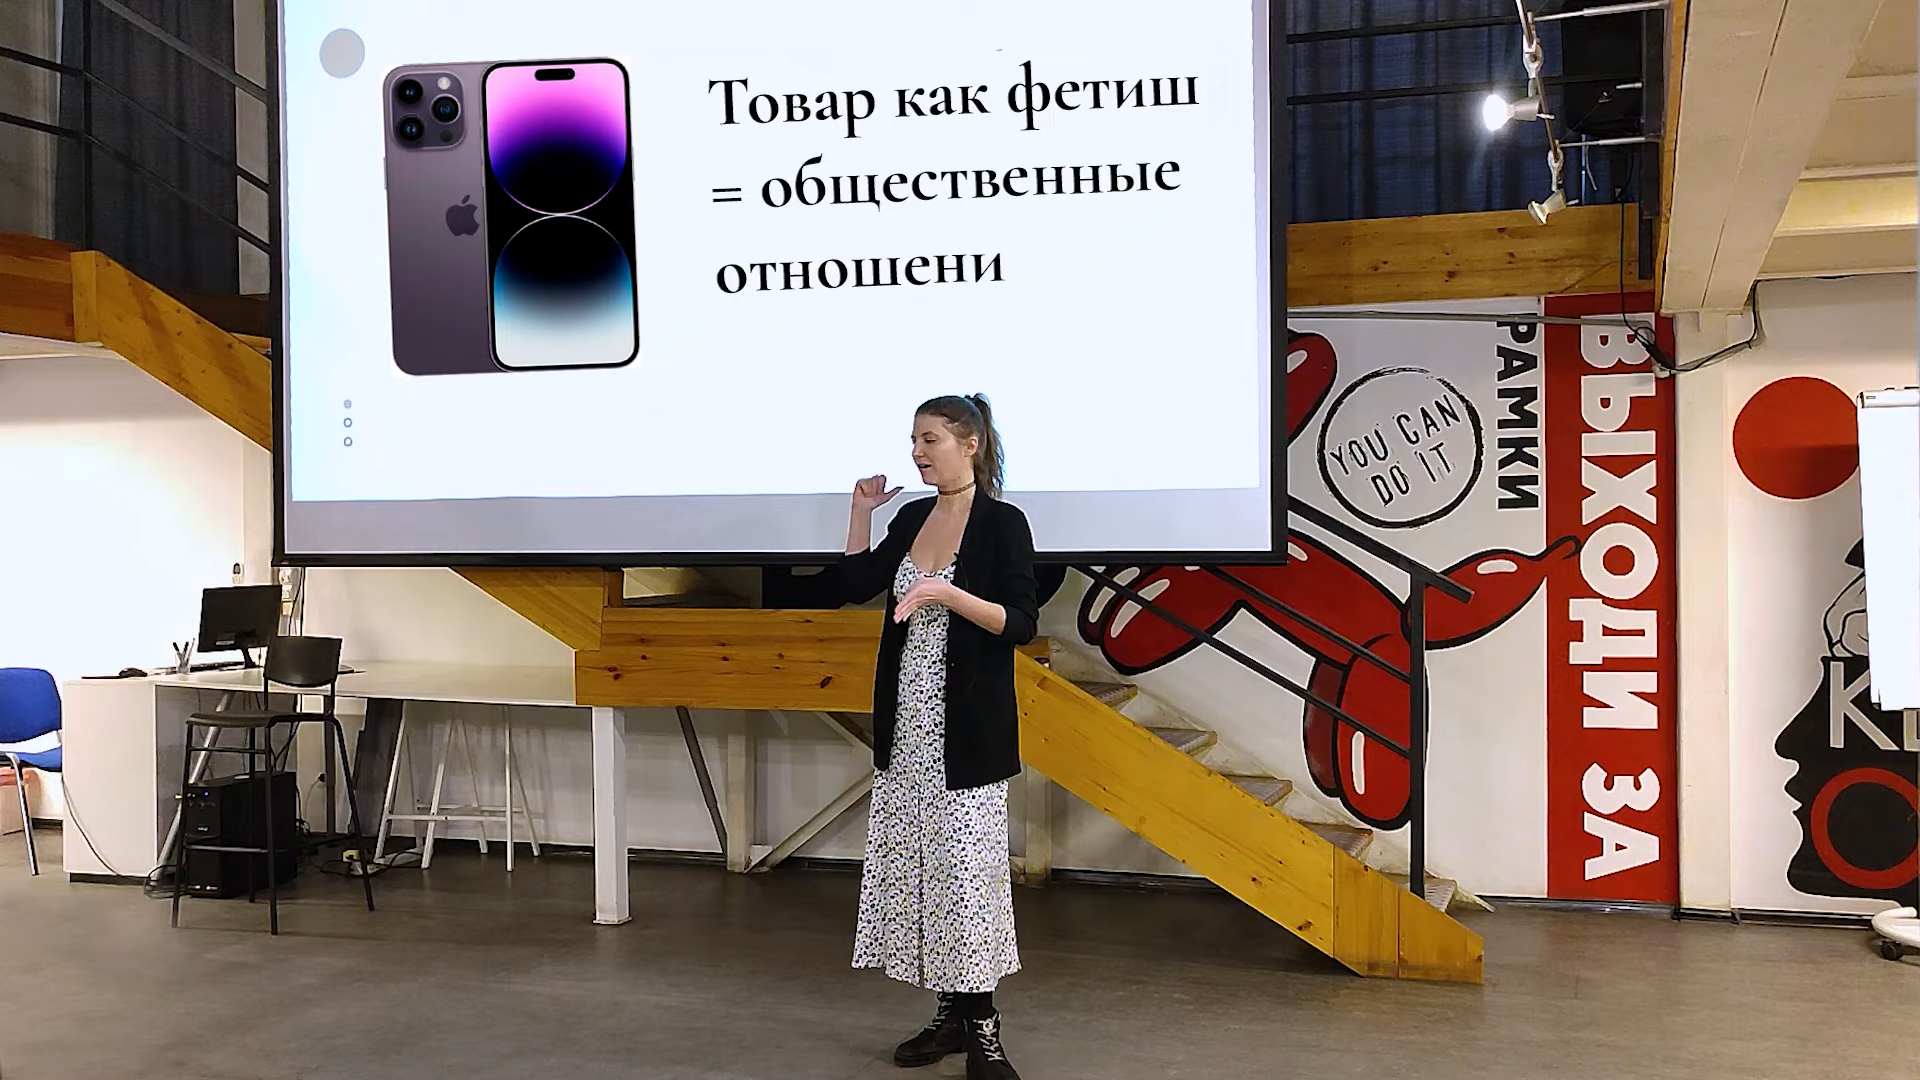 Товар как фетиш
= общественные
отношени
YOU CAN
DO IT
РАМКИ
ВЫХОДИ ЗА